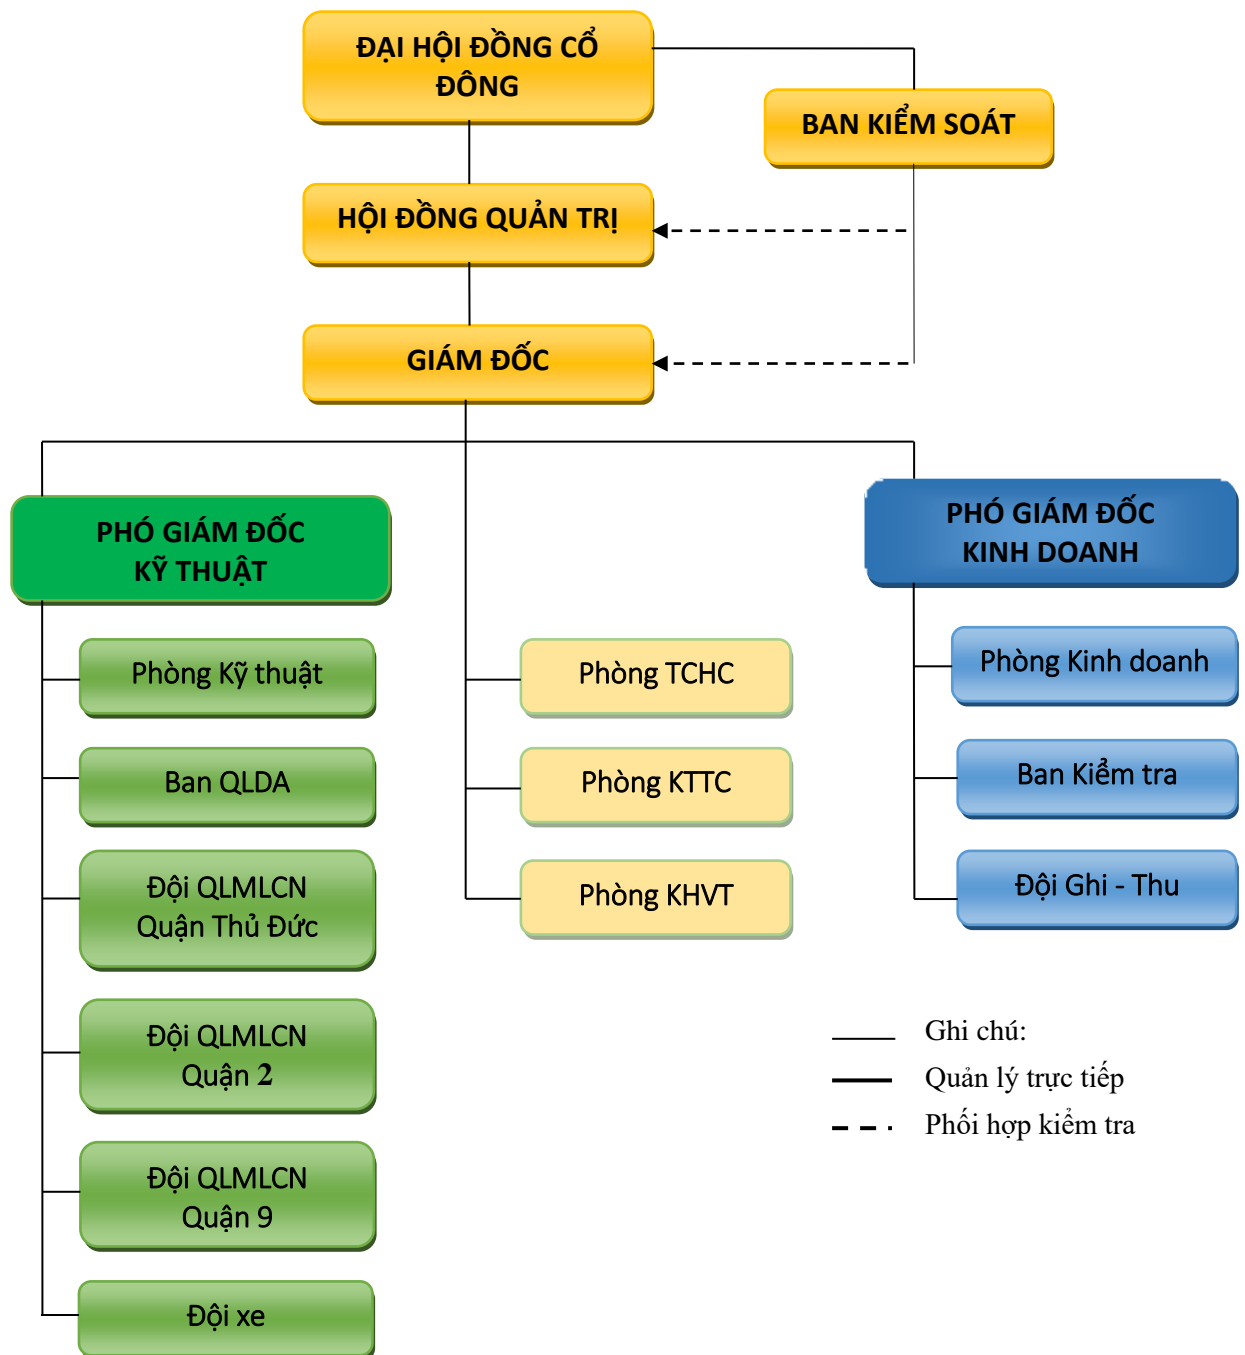 ĐẠI HỘI ĐỒNG CỔ
ĐÔNG
BAN KIỂM SOÁT
HỘI ĐỒNG QUẢN TRỊ
GIÁM ĐỐC
PHÓ GIÁM ĐỐC
KỸ THUẬT
PHÓ GIÁM ĐỐC
KINH DOANH
Phòng Kỹ thuật
Ban QLDA
Đội QLMLCN
Quận Thủ Đức
Đội QLMLCN
Quận 2
Đội QLMLCN
Quận 9
Đội xe
Phòng TCHC
Phòng KTTC
Phòng KHVT
Phòng Kinh doanh
Ban Kiểm tra
Đội Ghi - Thu
Ghi chú:
Quản lý trực tiếp
Phối hợp kiểm tra